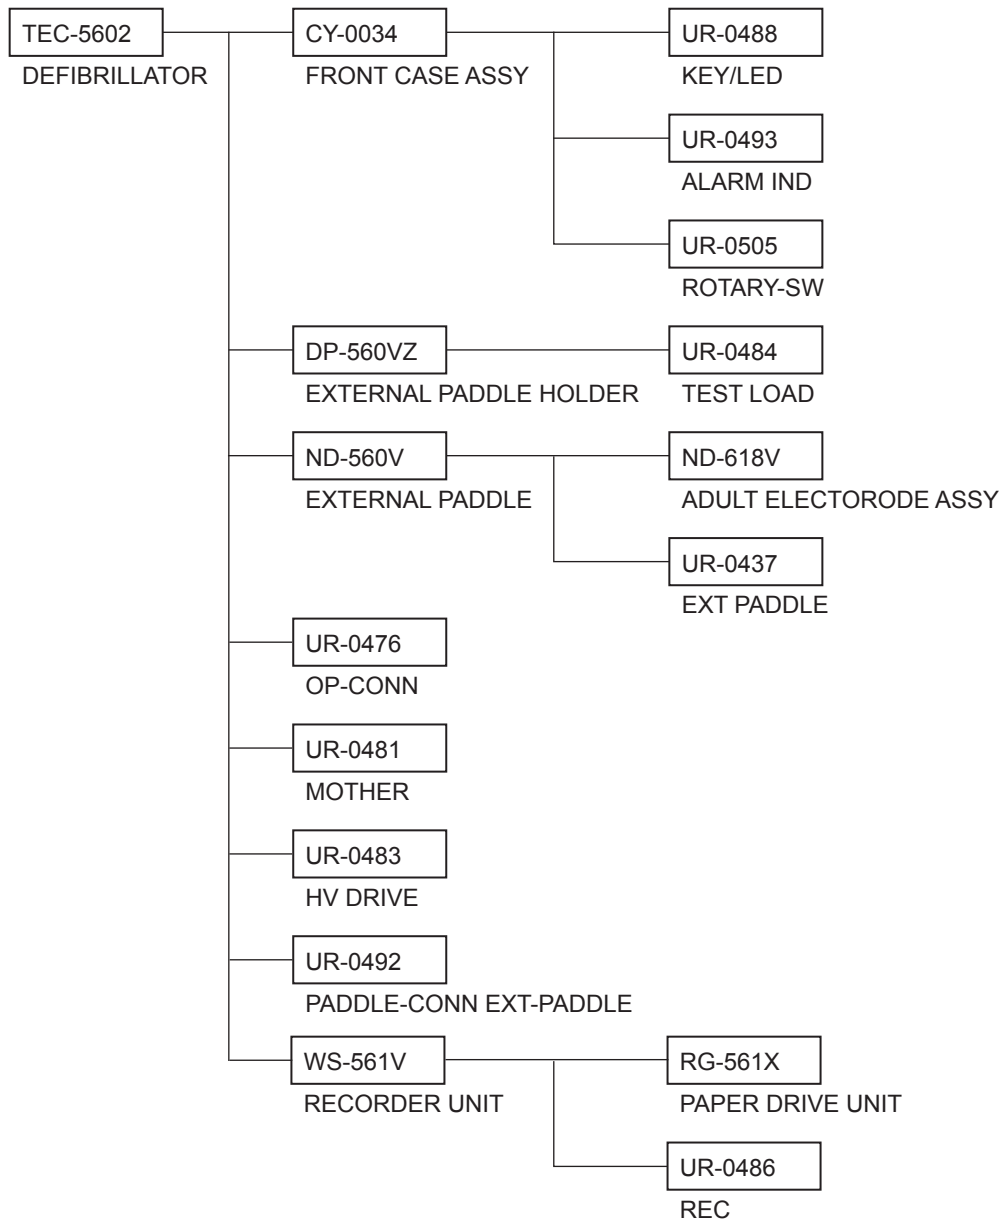 TEC-5602
DEFIBRILLATOR
CY-0034
FRONT CASE ASSY
UR-0488
KEY/LED
UR-0493
ALARM IND
UR-0505
ROTARY-SW
DP-560VZ
EXTERNAL PADDLE HOLDER
UR-0484
TEST LOAD
ND-560V
EXTERNAL PADDLE
ND-618V
ADULT ELECTORODE ASSY
UR-0437
EXT PADDLE
UR-0476
OP-CONN
UR-0481
MOTHER
UR-0483
HV DRIVE
UR-0492
PADDLE-CONN EXT-PADDLE
WS-561V
RECORDER UNIT
RG-561X
PAPER DRIVE UNIT
UR-0486
REC